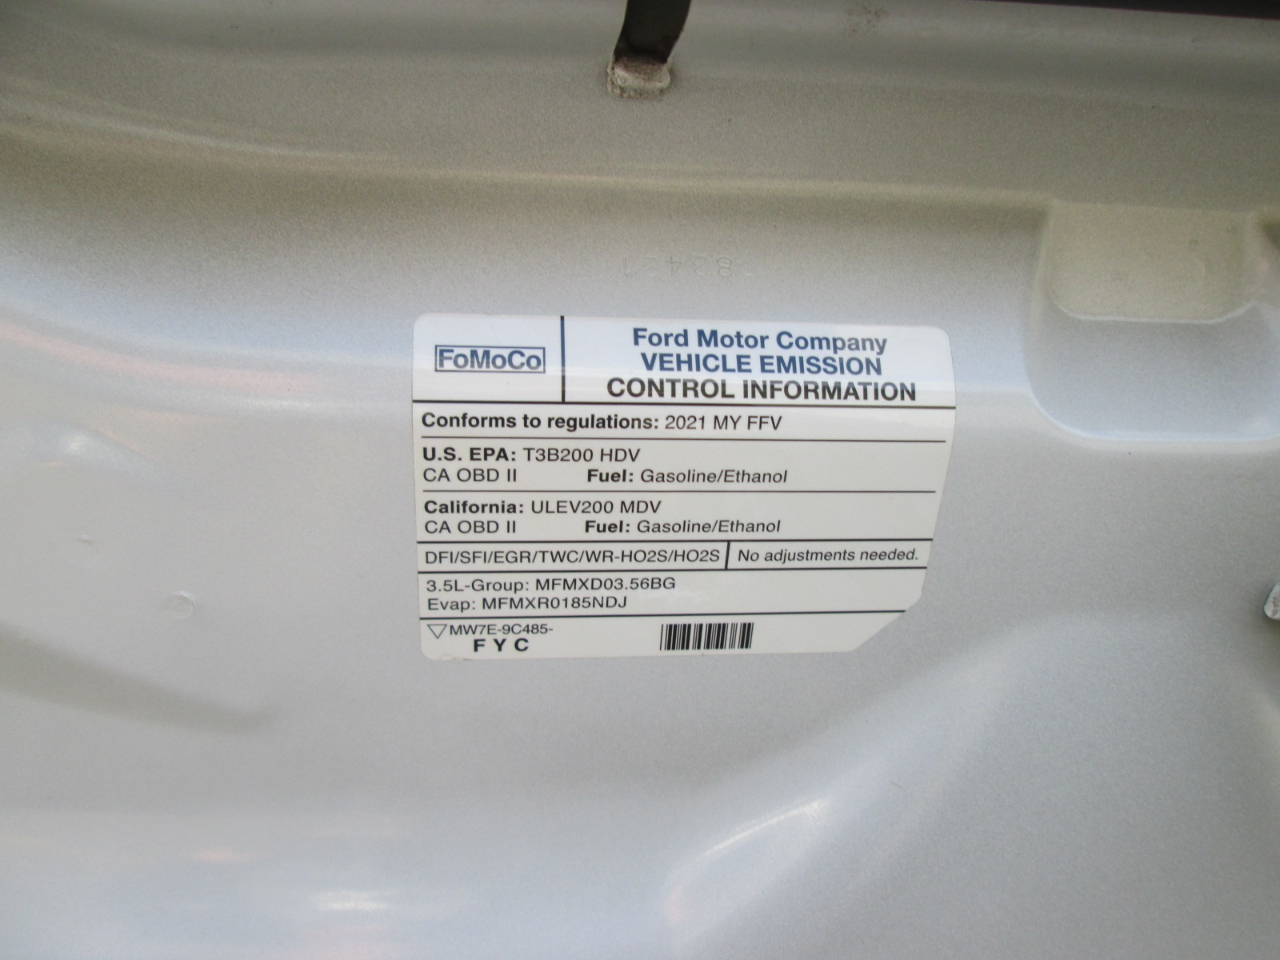 FoMoCo
Ford Motor Company
VEHICLE EMISSION
CONTROL INFORMATION
Conforms to regulations: 2021 MY FFV
U.S. EPA: T3B200 HDV
CA OBD II Fuel: Gasoline/Ethanol
California: ULEV200 MDV
CA OBD II Fuel: Gasoline/Ethanol
DFI/SFI/EGR/TWC/WR-HO2S/HO2S No adjustments needed.
3.5L-Group: MFMXD03.56BG
Evap: MFMXR0185NDJ
MW7E-9C485-
FYC